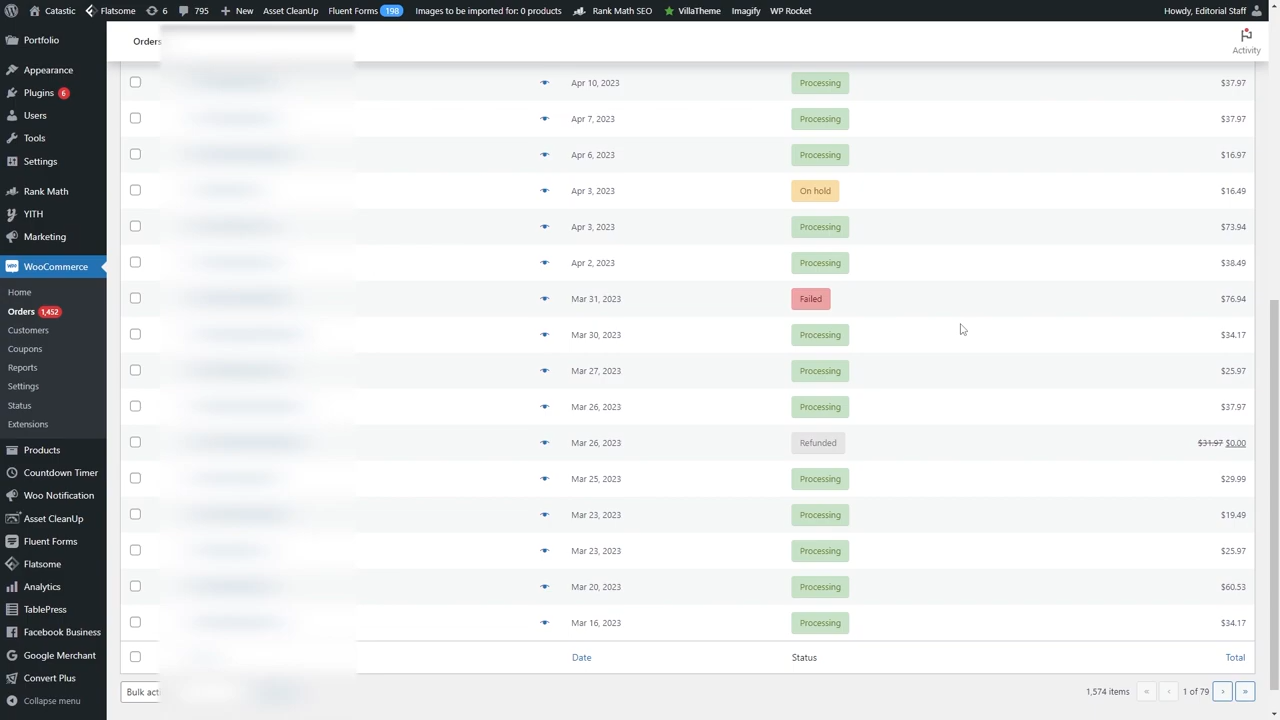 Catastic Flatsome 6 795 New Asset CleanUp Fluent Forms 198 Images to be imported for 0 products Rank Math SEO VillaTheme Imagify WP Rocket Howdy, Editorial Staff
Portfolio
Appearance
Plugins 6
Users
Tools
Settings
Rank Math
YITH
Marketing
WooCommerce
Home
Orders 1,452
Customers
Coupons
Reports
Settings
Status
Extensions
Products
Countdown Timer
Woo Notification
Asset CleanUp
Fluent Forms
Flatsome
Analytics
TablePress
Facebook Business
Google Merchant
Convert Plus
Collapse menu
Orders
Activity
Apr 10, 2023 Processing $37.97
Apr 7, 2023 Processing $37.97
Apr 6, 2023 Processing $16.97
Apr 3, 2023 On hold $16.49
Apr 3, 2023 Processing $73.94
Apr 2, 2023 Processing $38.49
Mar 31, 2023 Failed $76.94
Mar 30, 2023 Processing $34.17
Mar 27, 2023 Processing $25.97
Mar 26, 2023 Processing $37.97
Mar 26, 2023 Refunded $31.97 $0.00
Mar 25, 2023 Processing $29.99
Mar 23, 2023 Processing $19.49
Mar 23, 2023 Processing $25.97
Mar 20, 2023 Processing $60.53
Mar 16, 2023 Processing $34.17
Date Status Total
Bulk acti 1,574 items « ‹ 1 of 79 › »